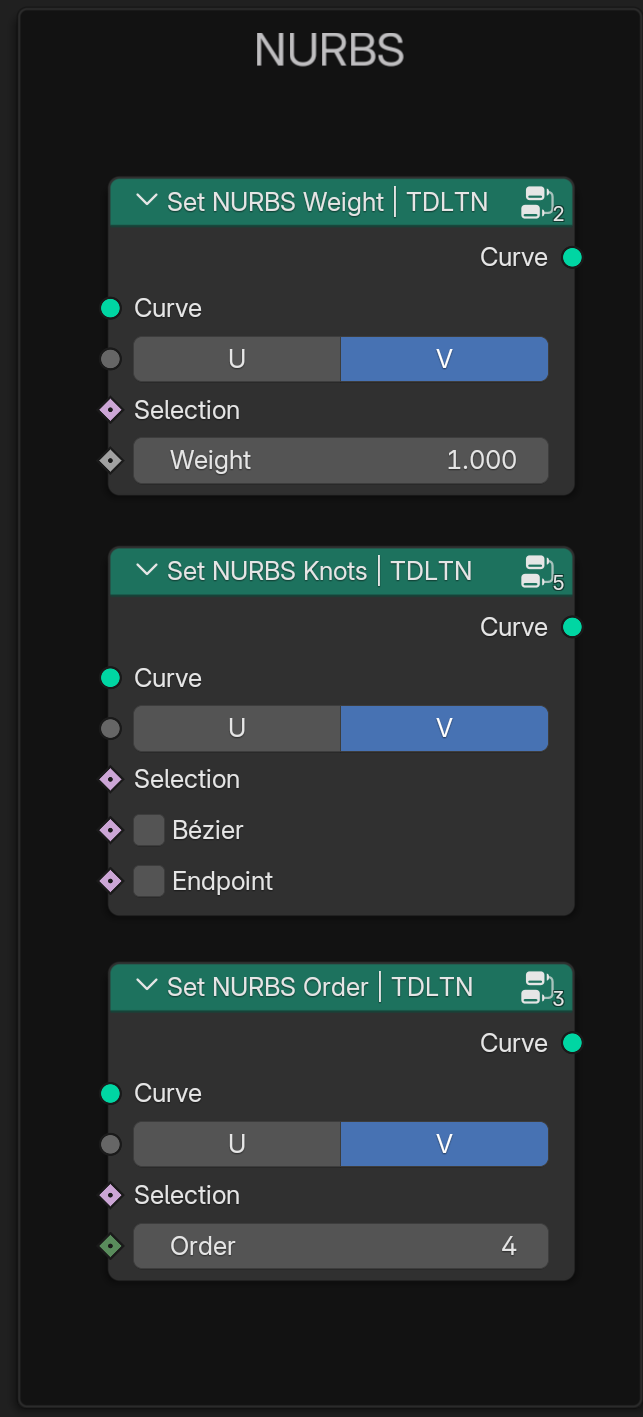 NURBS
Set NURBS Weight | TDLTN 2
Curve
Curve
U V
Selection
Weight 1.000
Set NURBS Knots | TDLTN 5
Curve
Curve
U V
Selection
Bézier
Endpoint
Set NURBS Order | TDLTN 3
Curve
Curve
U V
Selection
Order 4